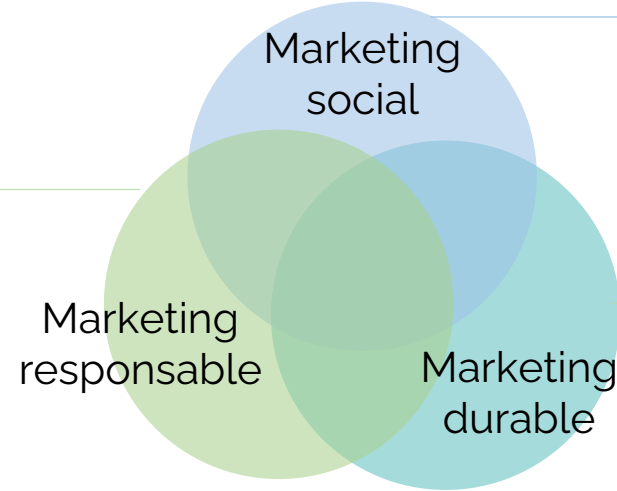 Marketing
social
Marketing
responsable
Marketing
durable